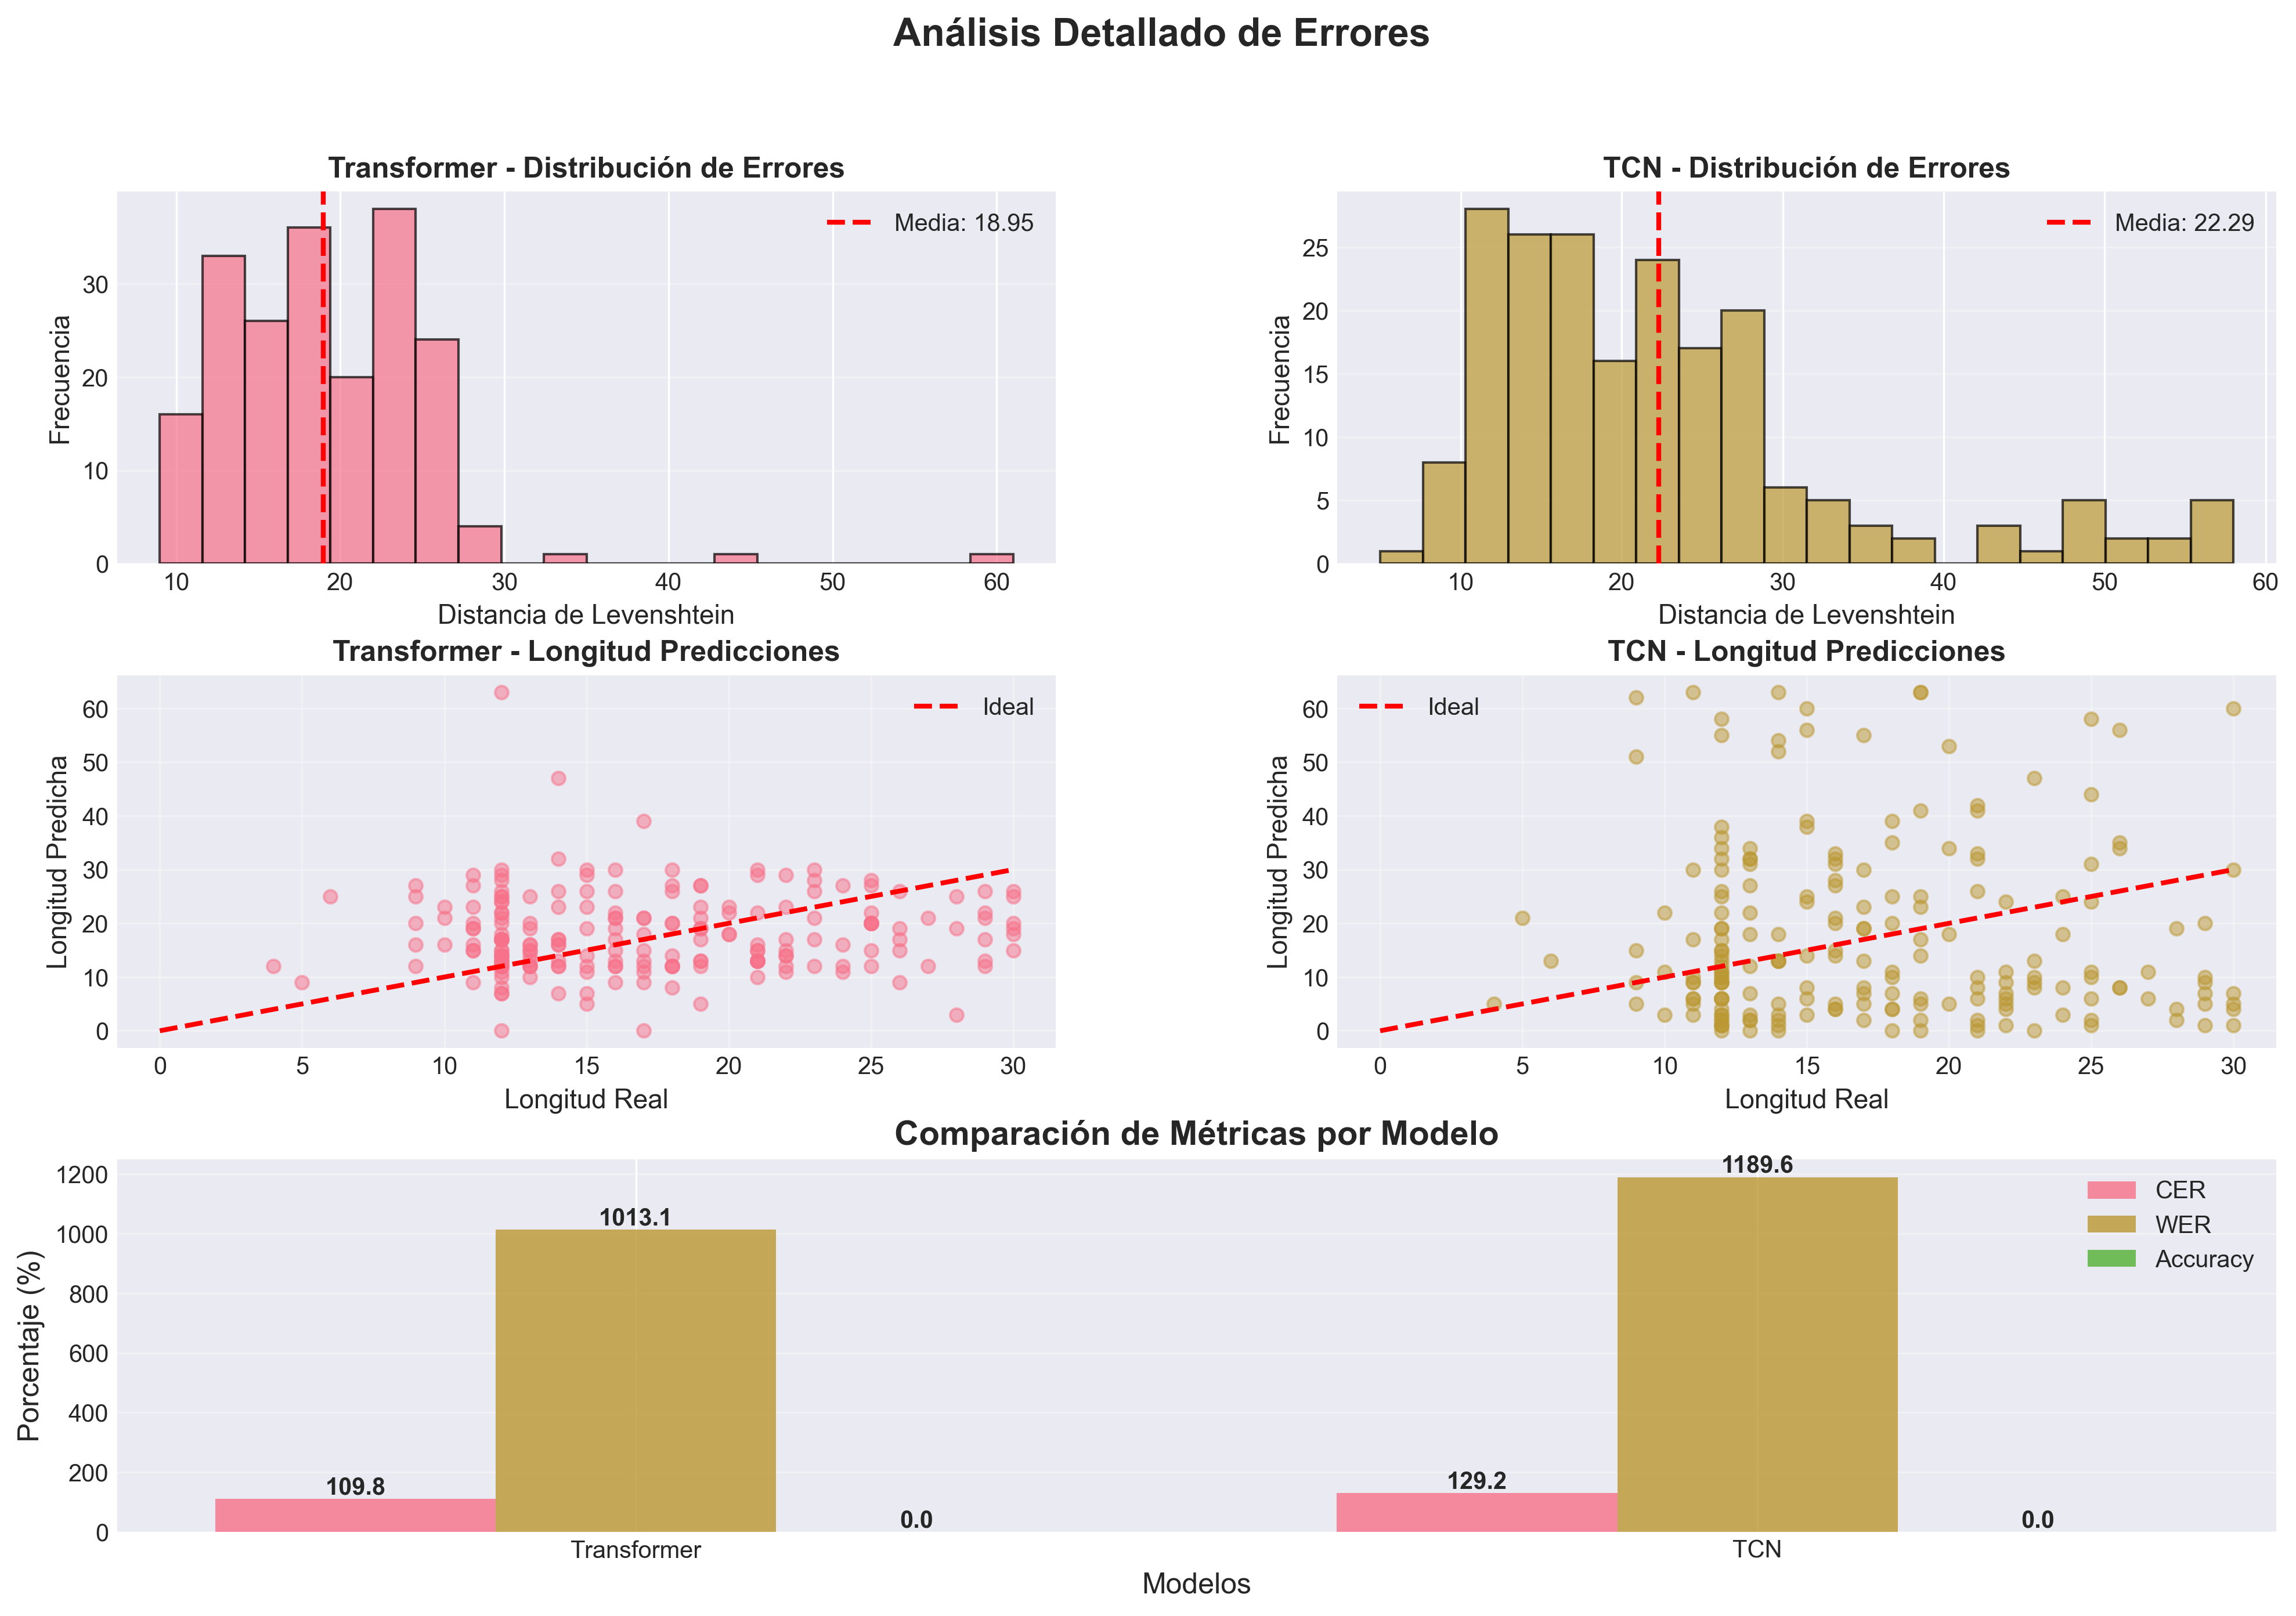 Análisis Detallado de Errores
Transformer - Distribución de Errores
Frecuencia
30
20
10
0
Media: 18.95
10 20 30 40 50 60
Distancia de Levenshtein
TCN - Distribución de Errores
Frecuencia
25
20
15
10
5
0
Media: 22.29
10 20 30 40 50 60
Distancia de Levenshtein
Transformer - Longitud Predicciones
Longitud Predicha
60
50
40
30
20
10
0
Ideal
0 5 10 15 20 25 30
Longitud Real
TCN - Longitud Predicciones
Longitud Predicha
60
50
40
30
20
10
0
Ideal
0 5 10 15 20 25 30
Longitud Real
Comparación de Métricas por Modelo
Porcentaje (%)
1200
1000
800
600
400
200
0
109.8
1013.1
0.0
129.2
1189.6
0.0
CER
WER
Accuracy
Transformer TCN
Modelos